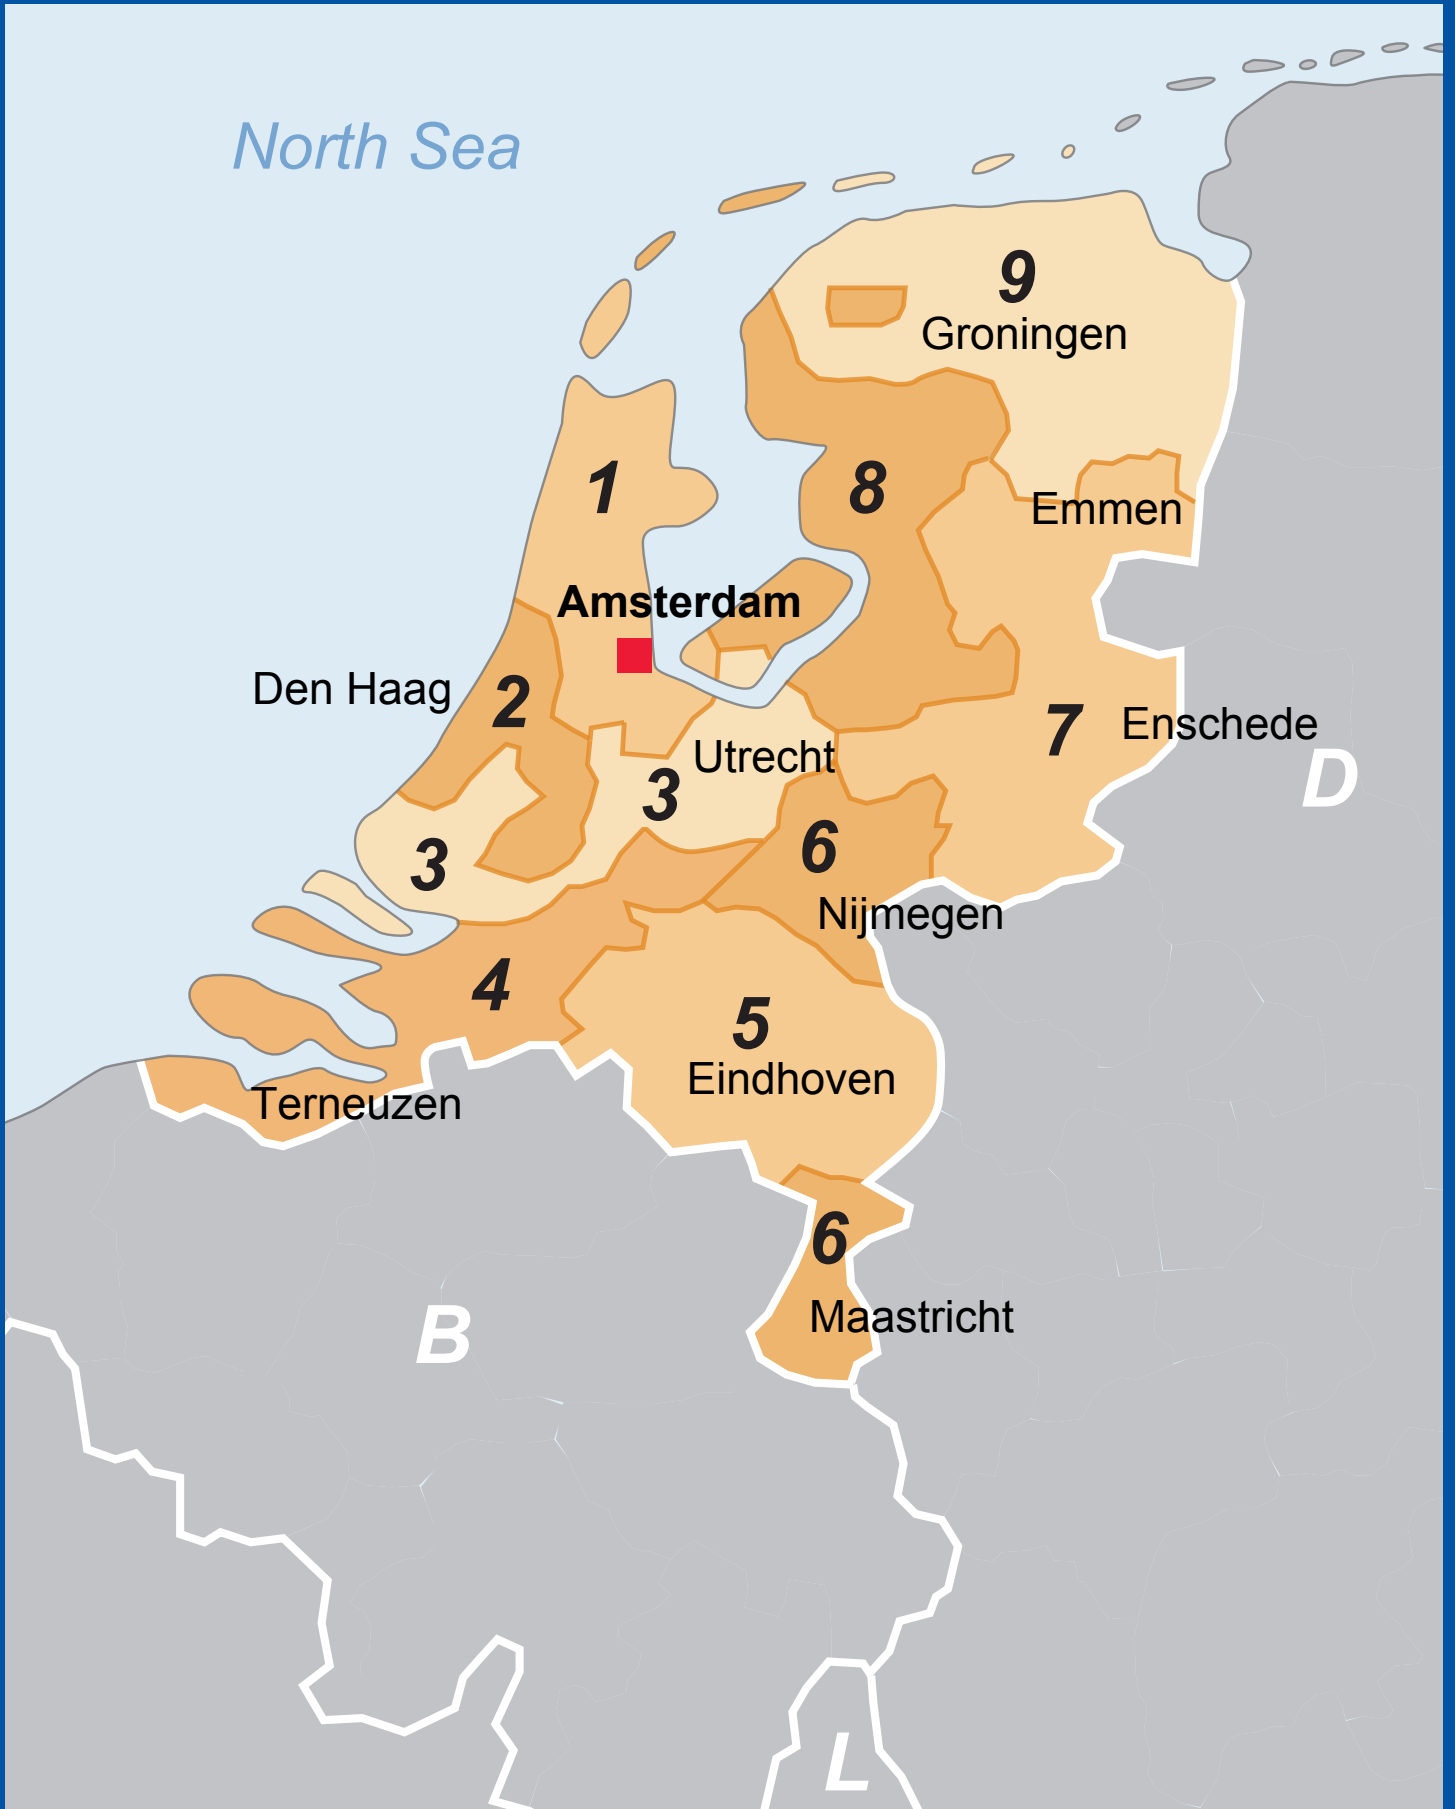 North Sea
9
Groningen
1
8
Emmen
Amsterdam
Den Haag
2
7
Enschede
Utrecht
D
3
6
3
Nijmegen
4
5
Eindhoven
Terneuzen
6
Maastricht
B
L